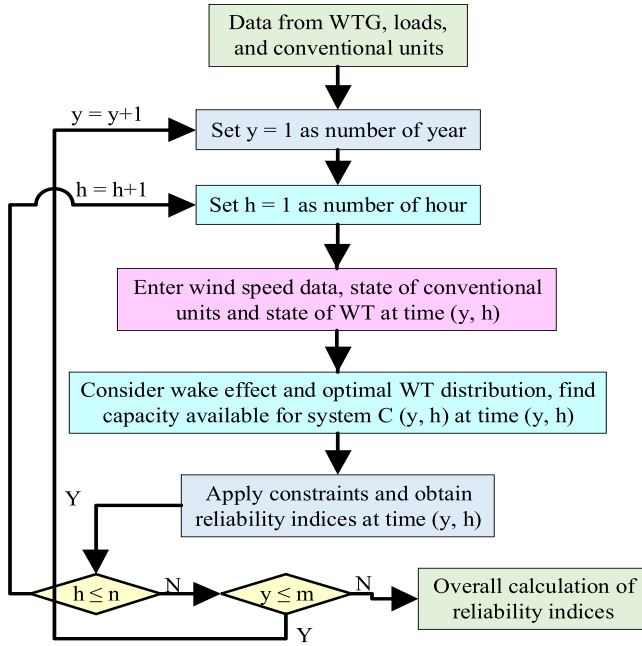 Data from WTG, loads,
and conventional units
y = y+1
Set y = 1 as number of year
h = h+1
Set h = 1 as number of hour
Enter wind speed data, state of conventional
units and state of WT at time (y, h)
Consider wake effect and optimal WT distribution, find
capacity available for system C (y, h) at time (y, h)
Apply constraints and obtain
reliability indices at time (y, h)
Y
h ≤ n
N
y ≤ m
N
Y
Overall calculation of
reliability indices